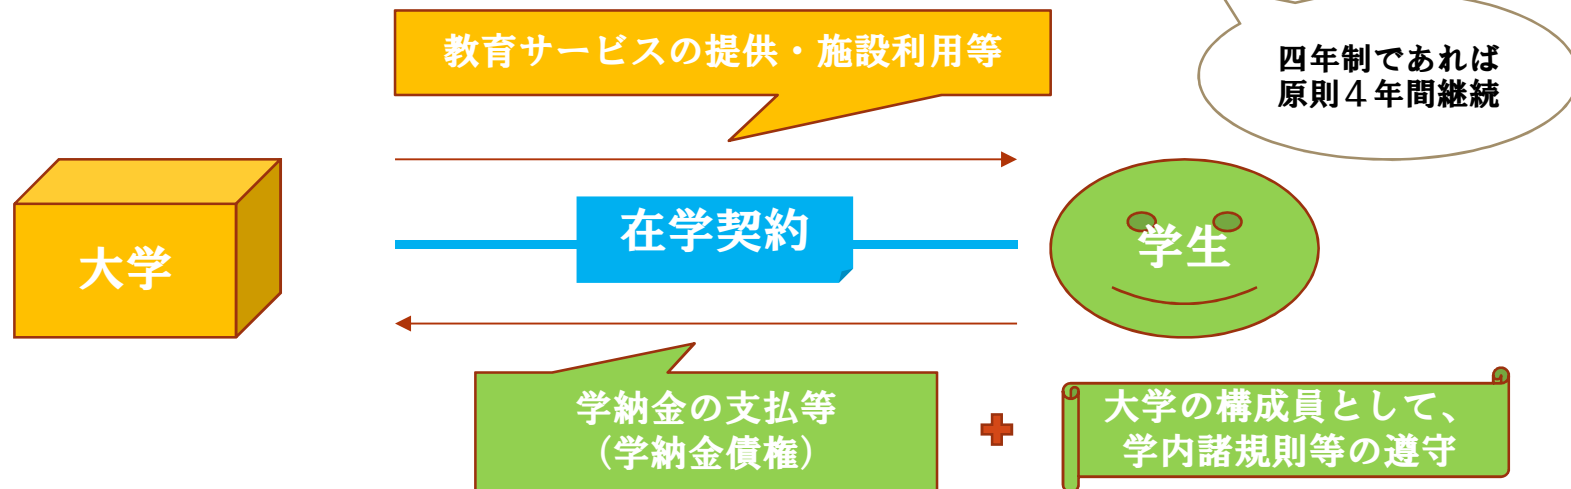 教育サービスの提供・施設利用等
四年制であれば
原則４年間継続
大学
在学契約
学生
学納金の支払等
（学納金債権）
大学の構成員として、
学内諸規則等の遵守